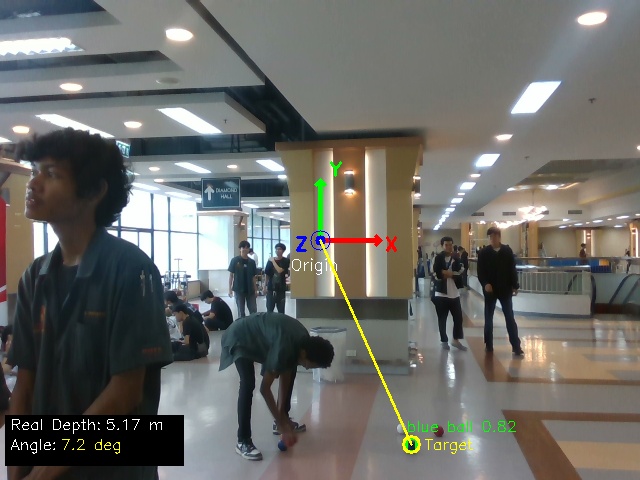 DIAMOND
HALL
Y
Z
X
Origin
blue ball 0.82
Target
Real Depth: 5.17 m
Angle: 7.2 deg